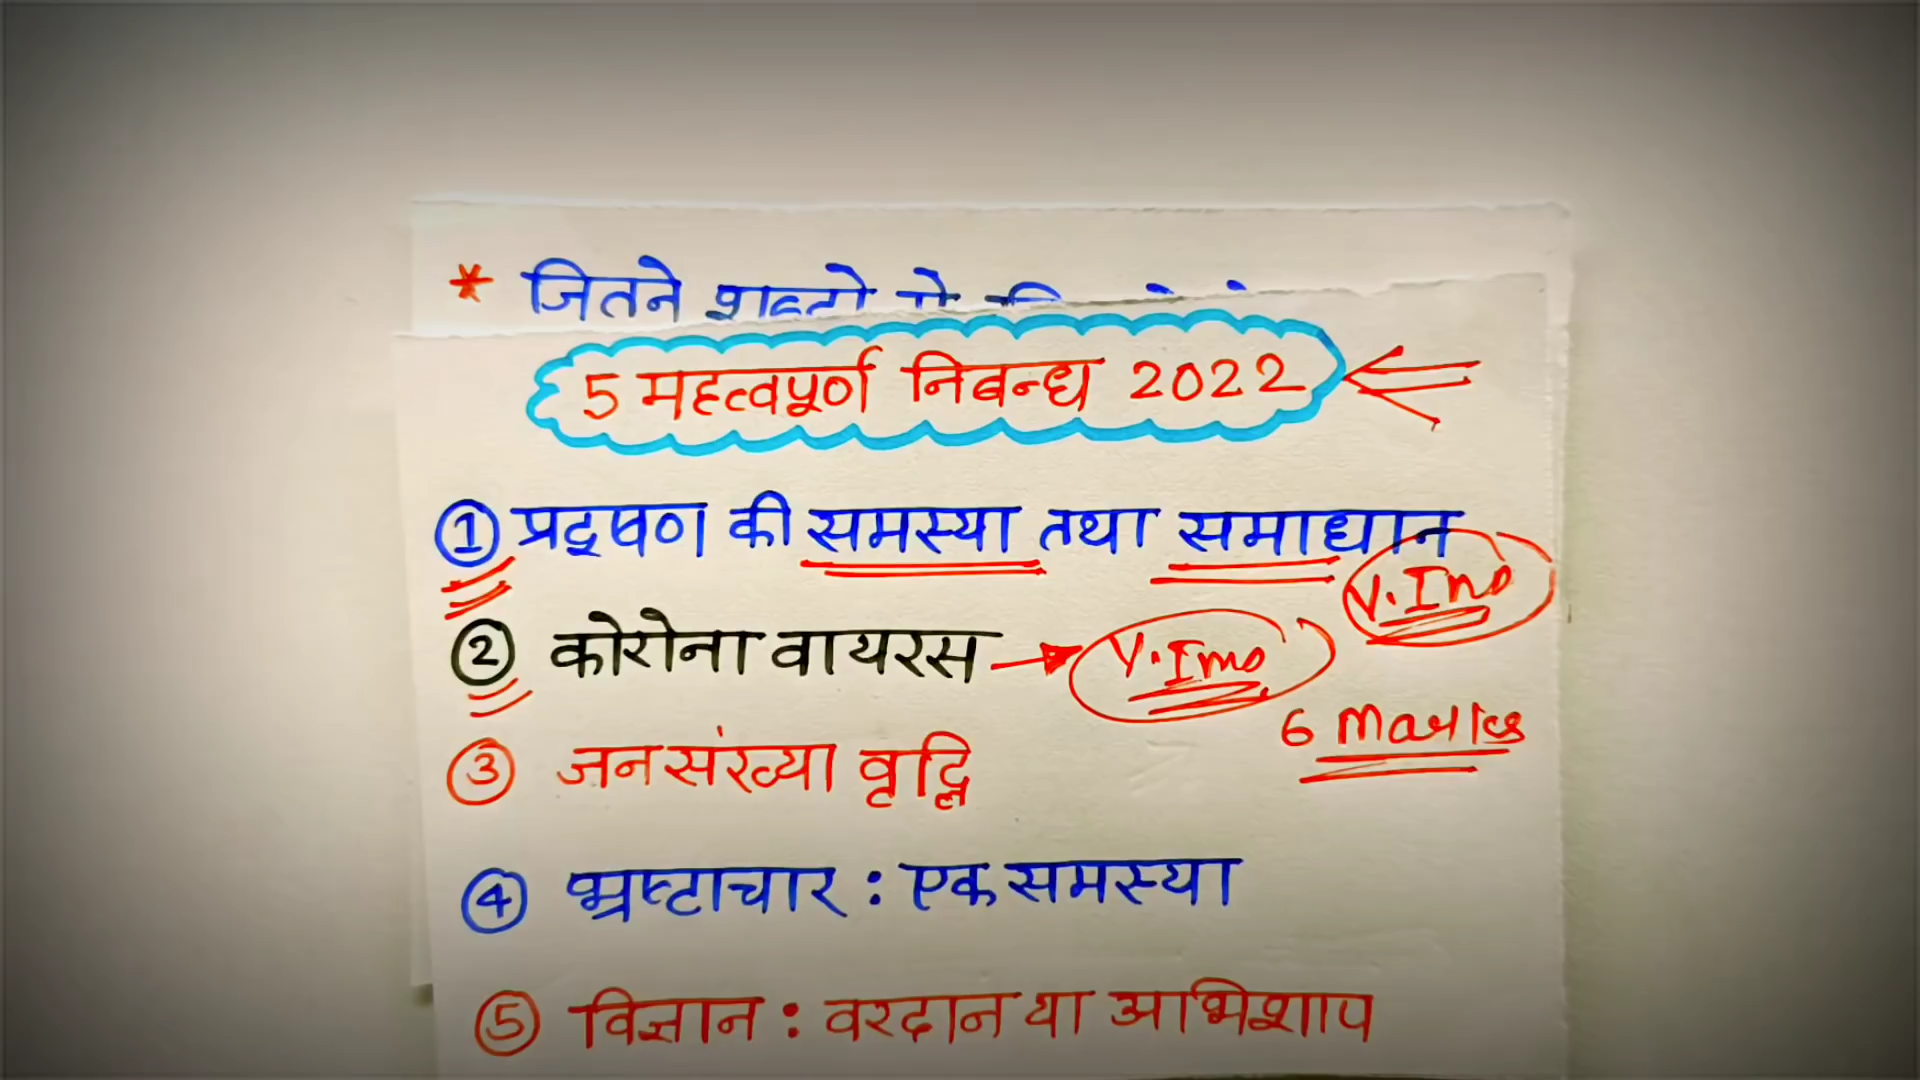 * जितने शब्दो मे
5 महत्वपूर्ण निबन्ध 2022
① प्रदूषण की समस्या तथा समाधान
V. Imp
② कोरोना वायरस → V. Imp
6 Marks
③ जनसंख्या वृद्धि
④ भ्रष्टाचार : एक समस्या
⑤ विज्ञान : वरदान या अभिशाप